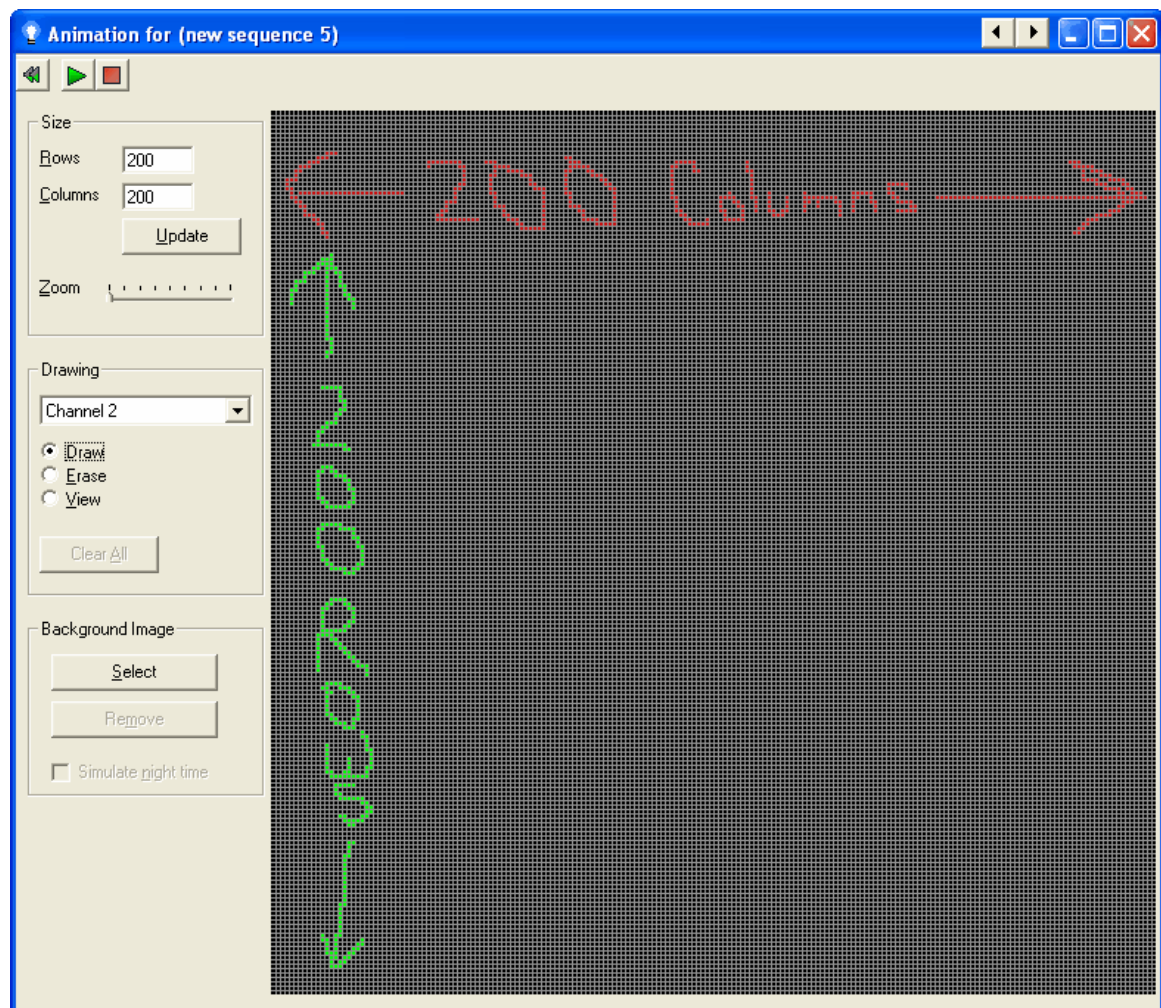 Animation for (new sequence 5)
Size
Rows 200
Columns 200
Update
Zoom
Drawing
Channel 2
Draw
Erase
View
Clear All
Background Image
Select
Remove
Simulate night time
200 Columns
200 Rows